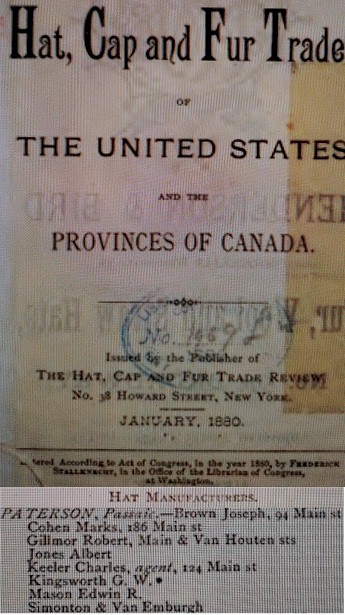 Hat, Cap and Fur Trade
OF
THE UNITED STATES
AND THE
PROVINCES OF CANADA.
No. 1469
Issued by the Publisher of
THE HAT, CAP AND FUR TRADE REVIEW,
No. 38 HOWARD STREET, NEW YORK.
JANUARY, 1880.
tered According to Act of Congress, in the year 1880, by FREDERICK
STALLKNECHT, in the Office of the Librarian of Congress,
at Washington.
HAT MANUFACTURERS.
PATERSON, Passaic.—Brown Joseph, 94 Main st
Cohen Marks, 186 Main st
Gillmor Robert, Main & Van Houten sts
Jones Albert
Keeler Charles, agent, 124 Main st
Kingsworth G. W. •
Mason Edwin R.
Simonton & Van Emburgh